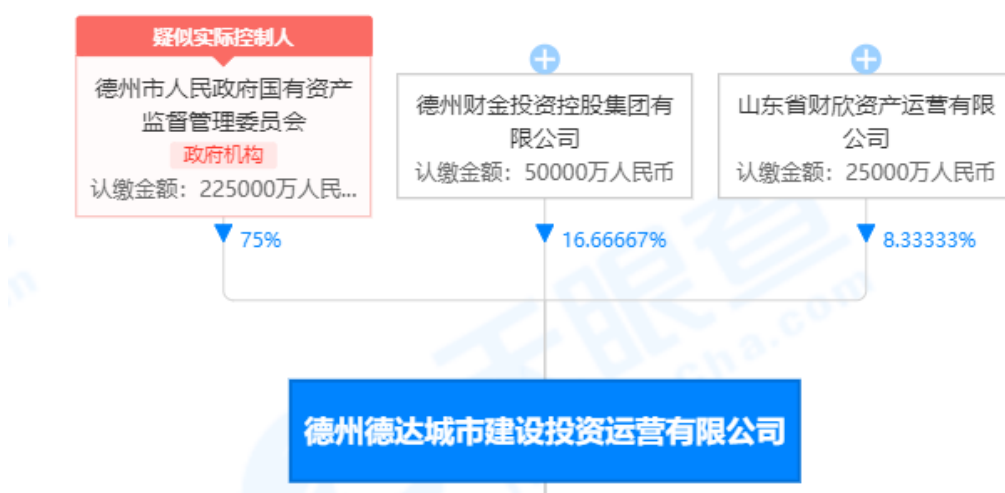 疑似实际控制人
德州市人民政府国有资产
监督管理委员会
政府机构
认缴金额：225000万人民...
75%
德州财金投资控股集团有
限公司
认缴金额：50000万人民币
16.66667%
山东省财欣资产运营有限
公司
认缴金额：25000万人民币
8.33333%
天眼查
cha.com
德州德达城市建设投资运营有限公司